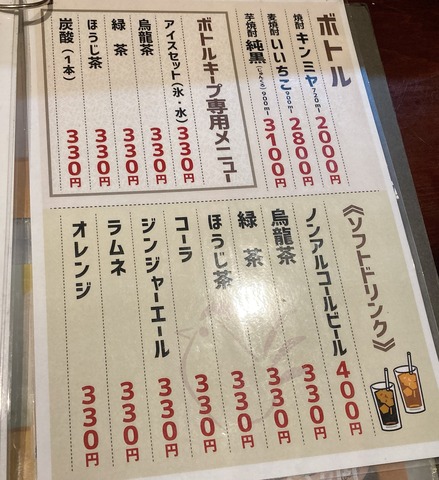 ボトル
焼酎 キンミヤ 720ml 2000円
麦焼酎 いいちこ 900ml 2800円
芋焼酎 純黒(じゅんくろ) 900ml 3100円
ボトルキープ専用メニュー
アイスセット(氷・水) 330円
烏龍茶 330円
緑茶 330円
ほうじ茶 330円
炭酸(1本) 330円
《ソフトドリンク》
ノンアルコールビール 400円
烏龍茶 330円
緑茶 330円
ほうじ茶 330円
コーラ 330円
ジンジャーエール 330円
ラムネ 330円
オレンジ 330円